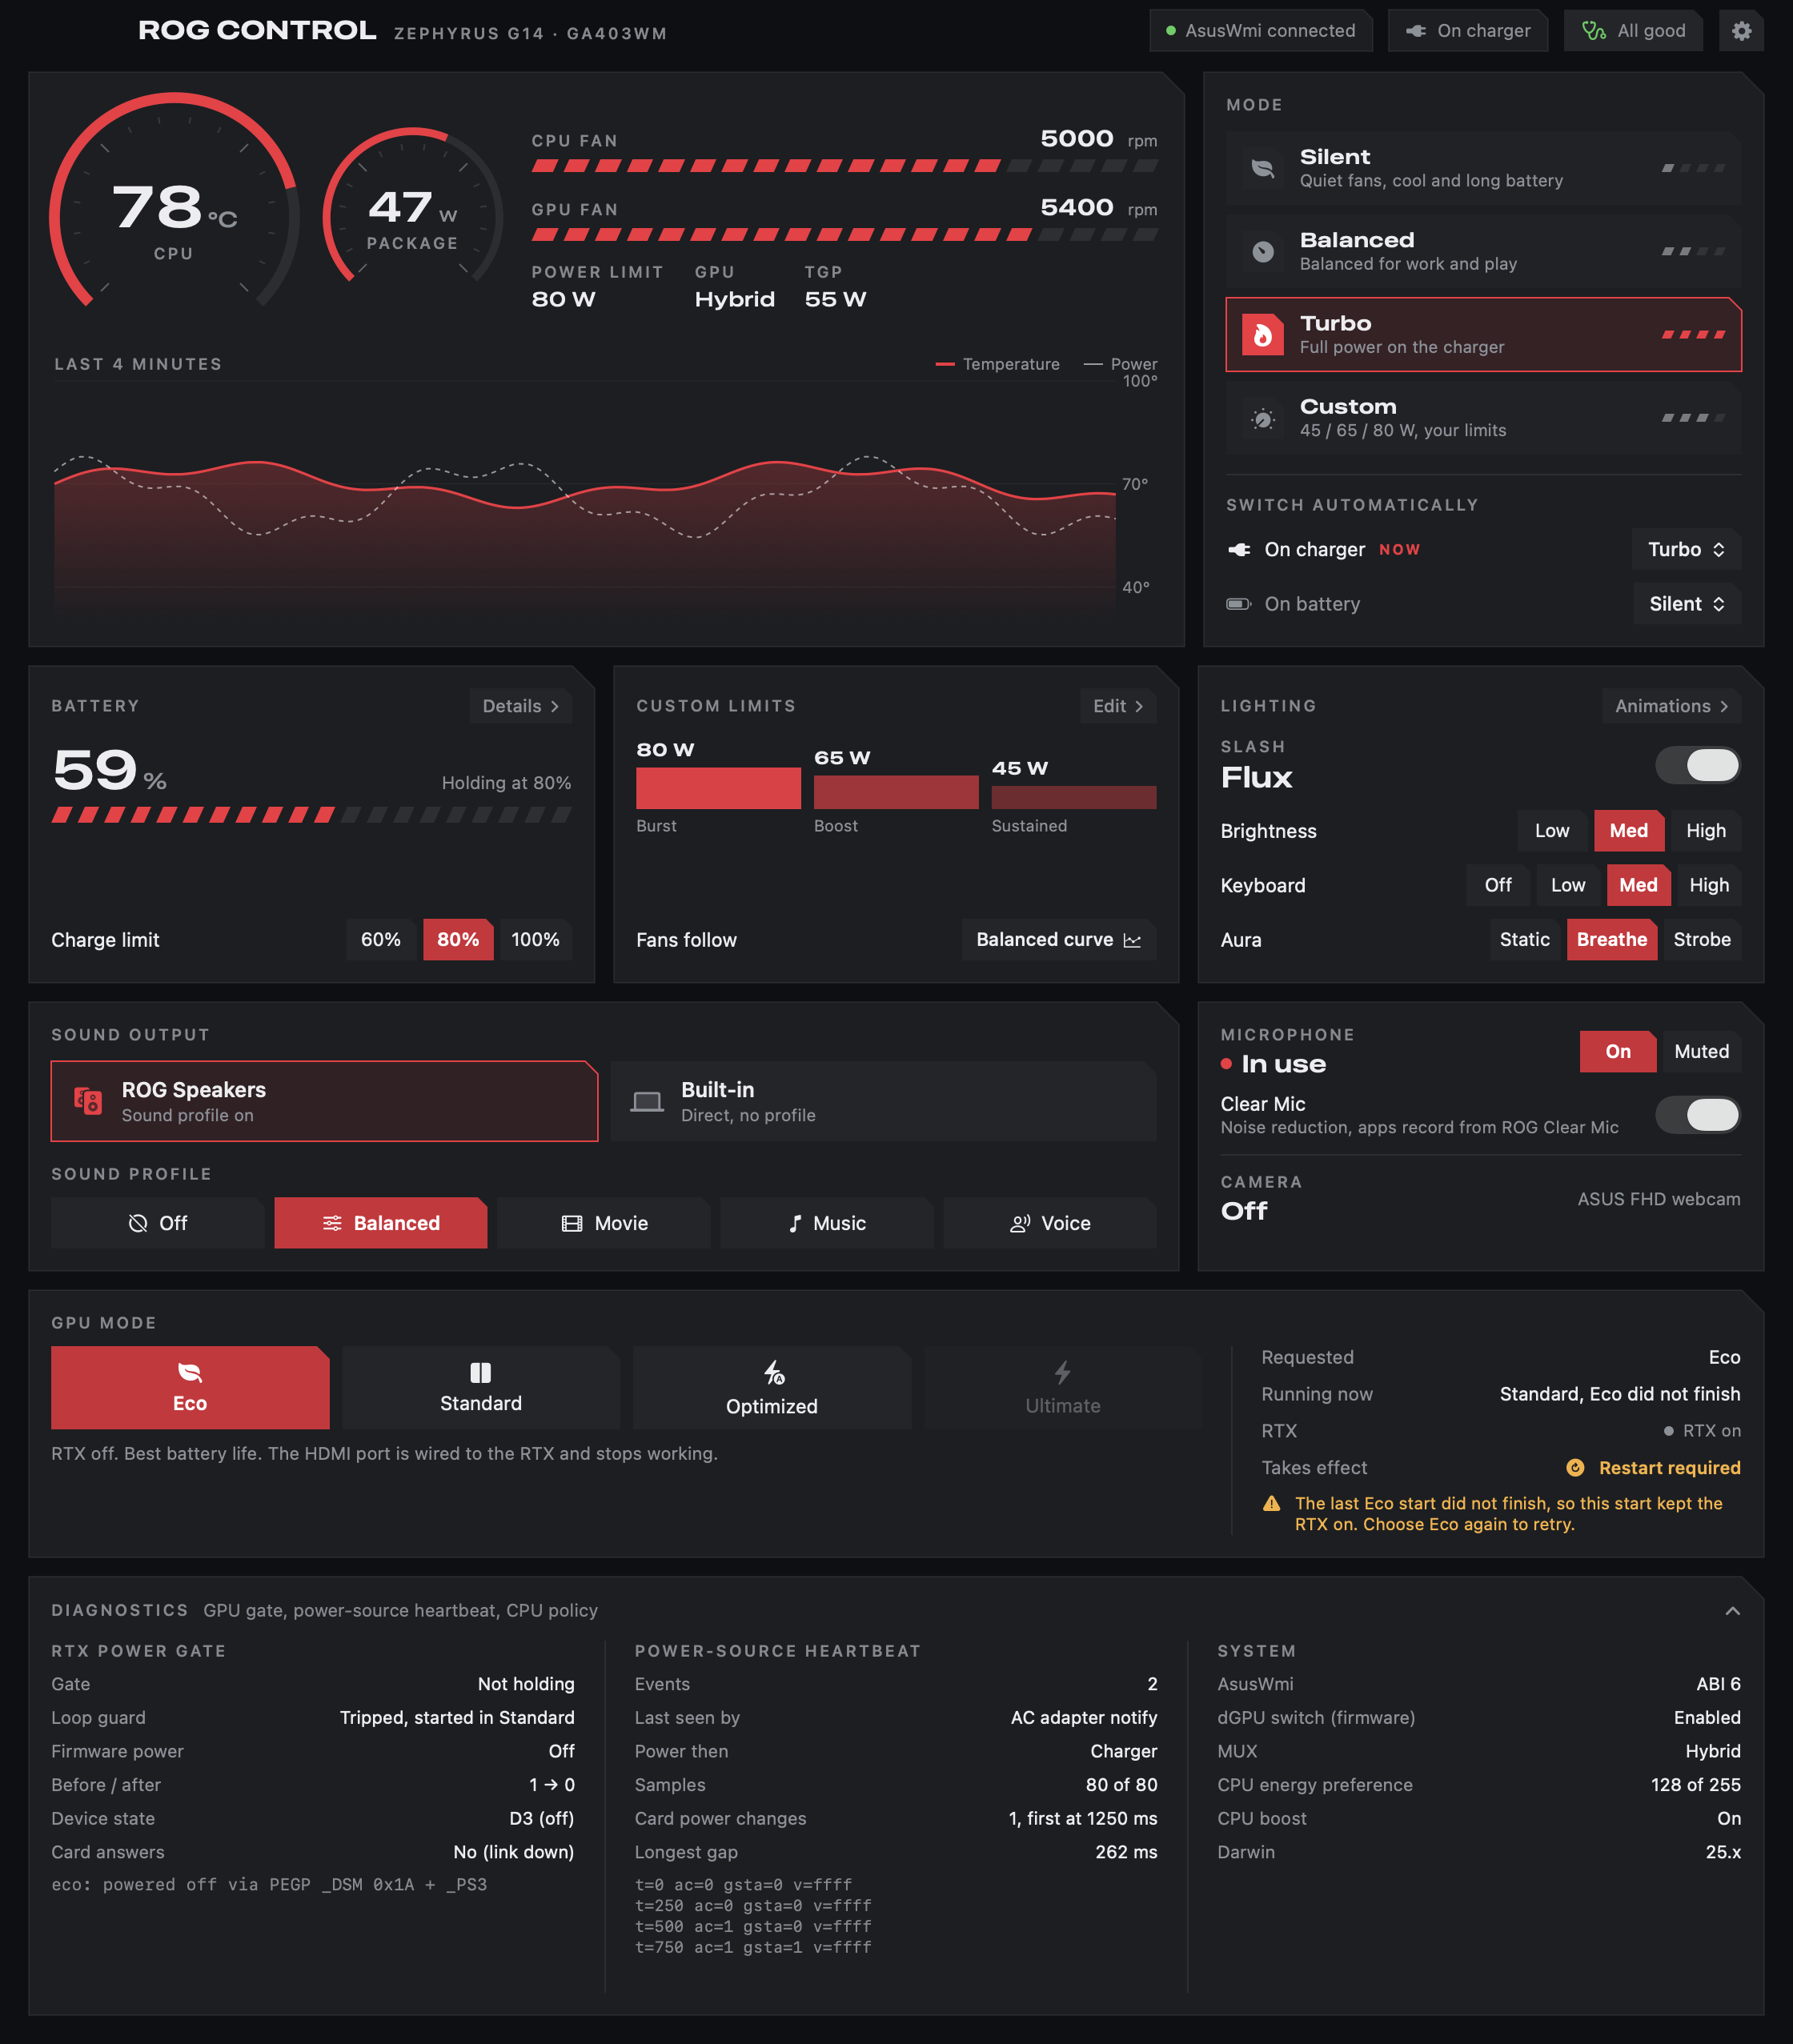 ROG CONTROL ZEPHYRUS G14 · GA403WM
AsusWmi connected
On charger
All good
78 °C
CPU
47 W
PACKAGE
CPU FAN 5000 rpm
GPU FAN 5400 rpm
POWER LIMIT GPU TGP
80 W Hybrid 55 W
LAST 4 MINUTES
Temperature Power
100°
70°
40°
MODE
Silent
Quiet fans, cool and long battery
Balanced
Balanced for work and play
Turbo
Full power on the charger
Custom
45 / 65 / 80 W, your limits
SWITCH AUTOMATICALLY
On charger NOW Turbo
On battery Silent
BATTERY Details
59 % Holding at 80%
Charge limit 60% 80% 100%
CUSTOM LIMITS Edit
80 W 65 W 45 W
Burst Boost Sustained
Fans follow Balanced curve
LIGHTING Animations
SLASH
Flux
Brightness Low Med High
Keyboard Off Low Med High
Aura Static Breathe Strobe
SOUND OUTPUT
ROG Speakers
Sound profile on
Built-in
Direct, no profile
SOUND PROFILE
Off Balanced Movie Music Voice
MICROPHONE
In use
On Muted
Clear Mic
Noise reduction, apps record from ROG Clear Mic
CAMERA
Off
ASUS FHD webcam
GPU MODE
Eco Standard Optimized Ultimate
RTX off. Best battery life. The HDMI port is wired to the RTX and stops working.
Requested Eco
Running now Standard, Eco did not finish
RTX RTX on
Takes effect Restart required
The last Eco start did not finish, so this start kept the
RTX on. Choose Eco again to retry.
DIAGNOSTICS GPU gate, power-source heartbeat, CPU policy
RTX POWER GATE
Gate Not holding
Loop guard Tripped, started in Standard
Firmware power Off
Before / after 1 → 0
Device state D3 (off)
Card answers No (link down)
eco: powered off via PEGP _DSM 0x1A + _PS3
POWER-SOURCE HEARTBEAT
Events 2
Last seen by AC adapter notify
Power then Charger
Samples 80 of 80
Card power changes 1, first at 1250 ms
Longest gap 262 ms
t=0 ac=0 gsta=0 v=ffff
t=250 ac=0 gsta=0 v=ffff
t=500 ac=1 gsta=0 v=ffff
t=750 ac=1 gsta=1 v=ffff
SYSTEM
AsusWmi ABI 6
dGPU switch (firmware) Enabled
MUX Hybrid
CPU energy preference 128 of 255
CPU boost On
Darwin 25.x